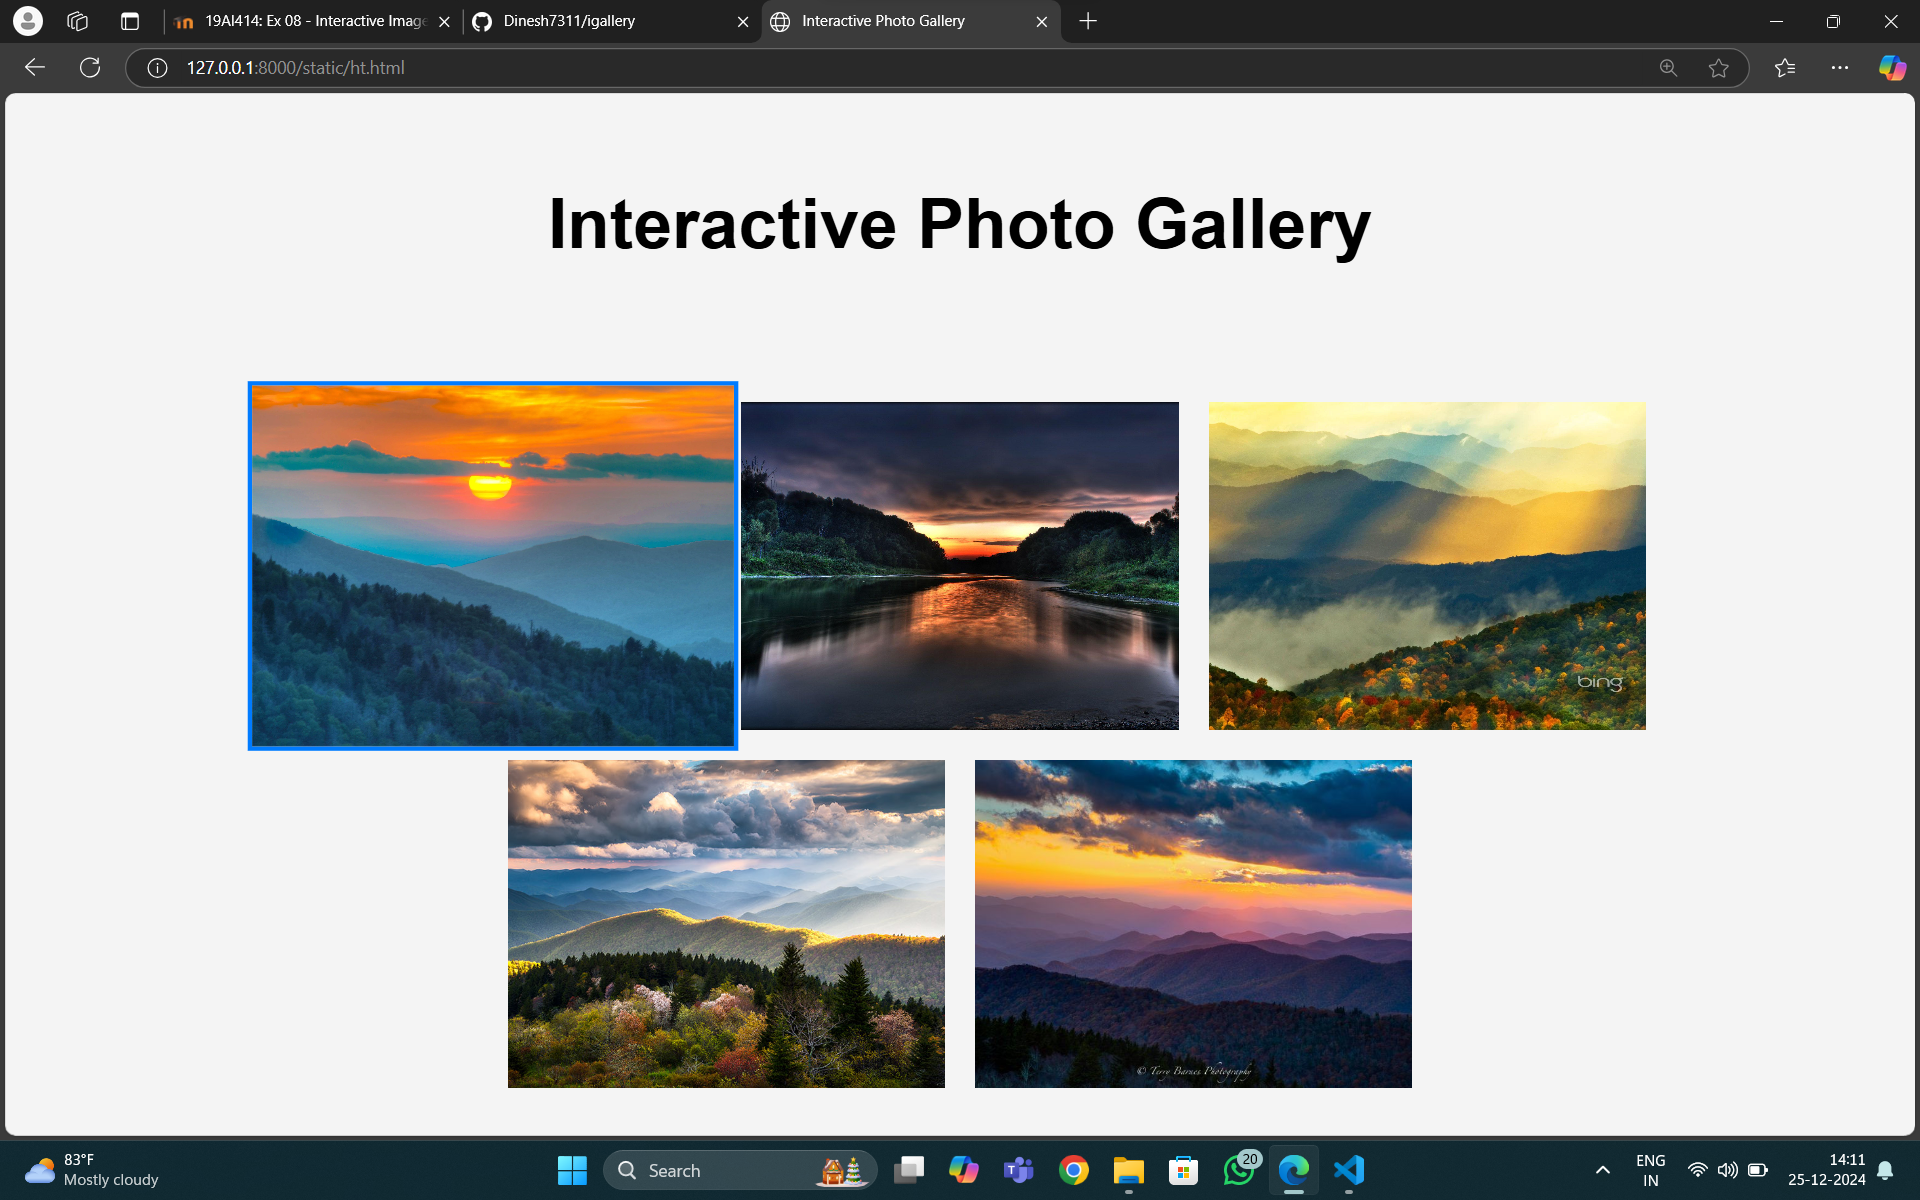 19AI414: Ex 08 - Interactive Image
Dinesh7311/igallery
Interactive Photo Gallery
127.0.0.1:8000/static/ht.html
Interactive Photo Gallery
bing
© Terry Barnes Photography
83°F
Mostly cloudy
Search
20
ENG
IN
14:11
25-12-2024